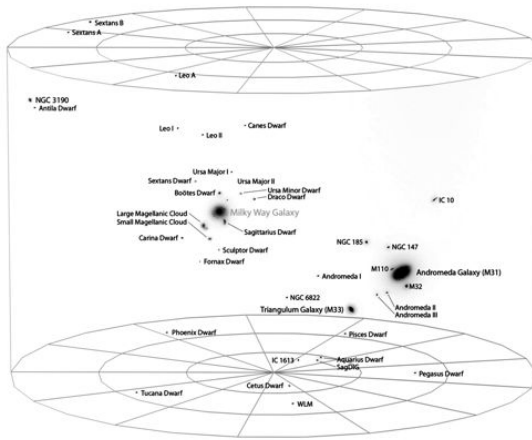 Sextans B
Sextans A
Leo A
NGC 3190
Antila Dwarf
Leo I
Leo II
Canes Dwarf
Ursa Major I
Ursa Major II
Sextans Dwarf
Boötes Dwarf
Ursa Minor Dwarf
Draco Dwarf
IC 10
Milky Way Galaxy
Large Magellanic Cloud
Small Magellanic Cloud
Sagittarius Dwarf
Carina Dwarf
Sculptor Dwarf
NGC 185
NGC 147
Fornax Dwarf
M110
Andromeda Galaxy (M31)
Andromeda I
M32
NGC 6822
Andromeda II
Andromeda III
Triangulum Galaxy (M33)
Phoenix Dwarf
Pisces Dwarf
IC 1613
Aquarius Dwarf
SagDIG
Pegasus Dwarf
Cetus Dwarf
Tucana Dwarf
WLM